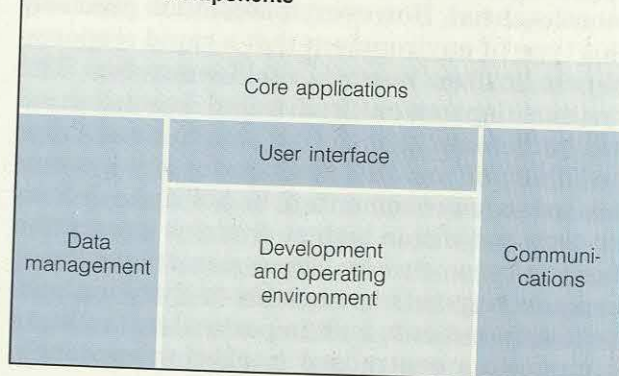 Core applications
User interface
Data
management
Development
and operating
environment
Communi-
cations